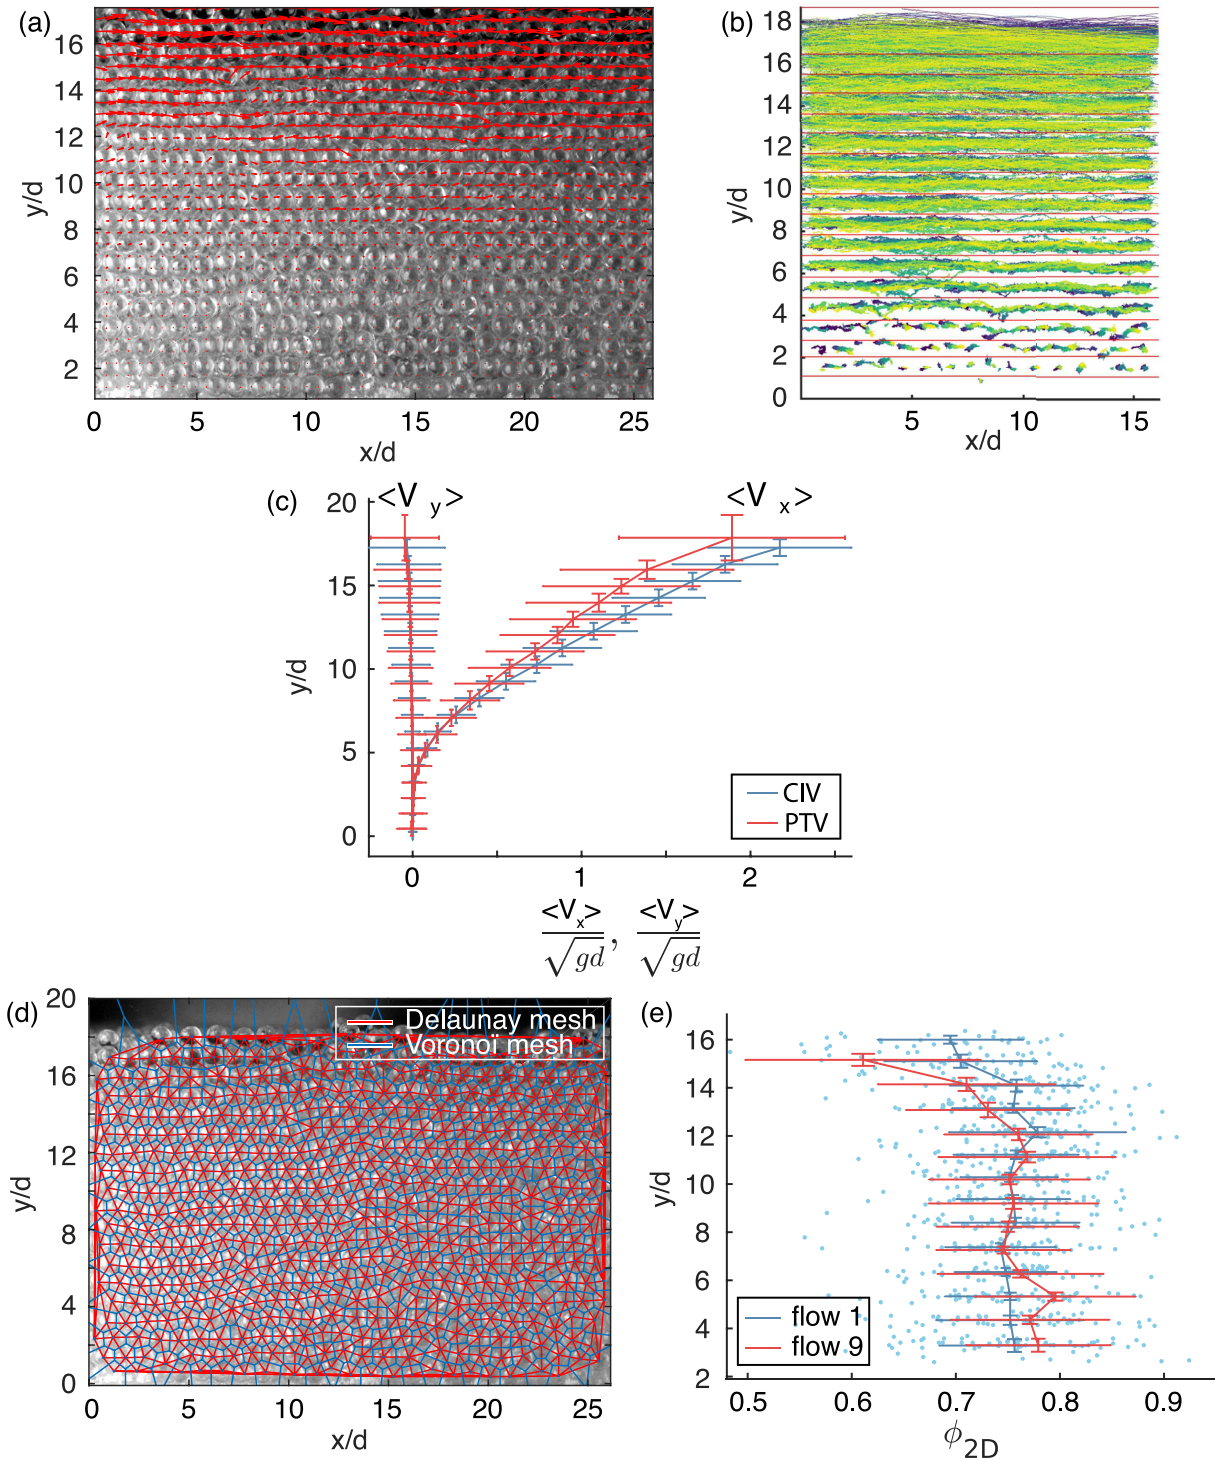 (a)
16
14
12
10
8
6
4
2
y/d
0 5 10 15 20 25
x/d
(b)
18
16
14
12
10
8
6
4
2
0
y/d
5 10 15
x/d
(c)
<V y> <V x>
20
15
10
5
0
y/d
CIV
PTV
0 1 2
<Vx>/√gd, <Vy>/√gd
(d)
20
16
12
8
4
0
y/d
Delaunay mesh
Voronoï mesh
0 5 10 15 20 25
x/d
(e)
16
14
12
10
8
6
4
2
y/d
flow 1
flow 9
0.5 0.6 0.7 0.8 0.9
ϕ2D